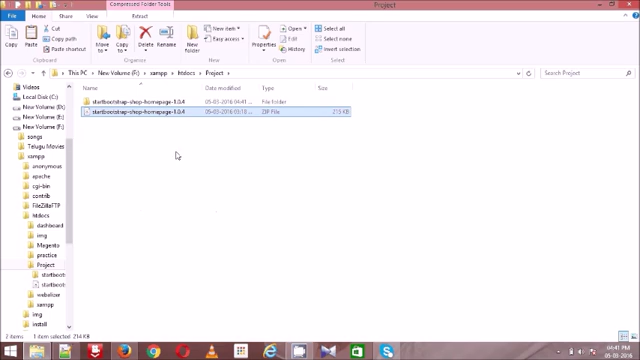 Compressed Folder Tools
Project
File
Home
Share
View
Extract
Copy
Paste
Cut
Copy path
Paste shortcut
Move to
Copy to
Delete
Rename
New folder
New item
Easy access
Properties
Open
Edit
History
Select all
Select none
Invert selection
This PC
New Volume (F:)
xampp
htdocs
Project
Search Project
Name
Date modified
Type
Size
startbootstrap-shop-homepage-1.0.4
File Folder
startbootstrap-shop-homepage-1.0.4
ZIP File
215 KB
Videos
Local Disk (C:)
New Volume (D:)
New Volume (E:)
New Volume (F:)
songs
Telugu Movies
xampp
anonymous
apache
cgi-bin
contrib
FileZillaFTP
htdocs
dashboard
img
Magento
practice
Project
startboots
startboots
webalizer
xampp
img
install
2 items
1 item selected 214 KB
04:41 PM